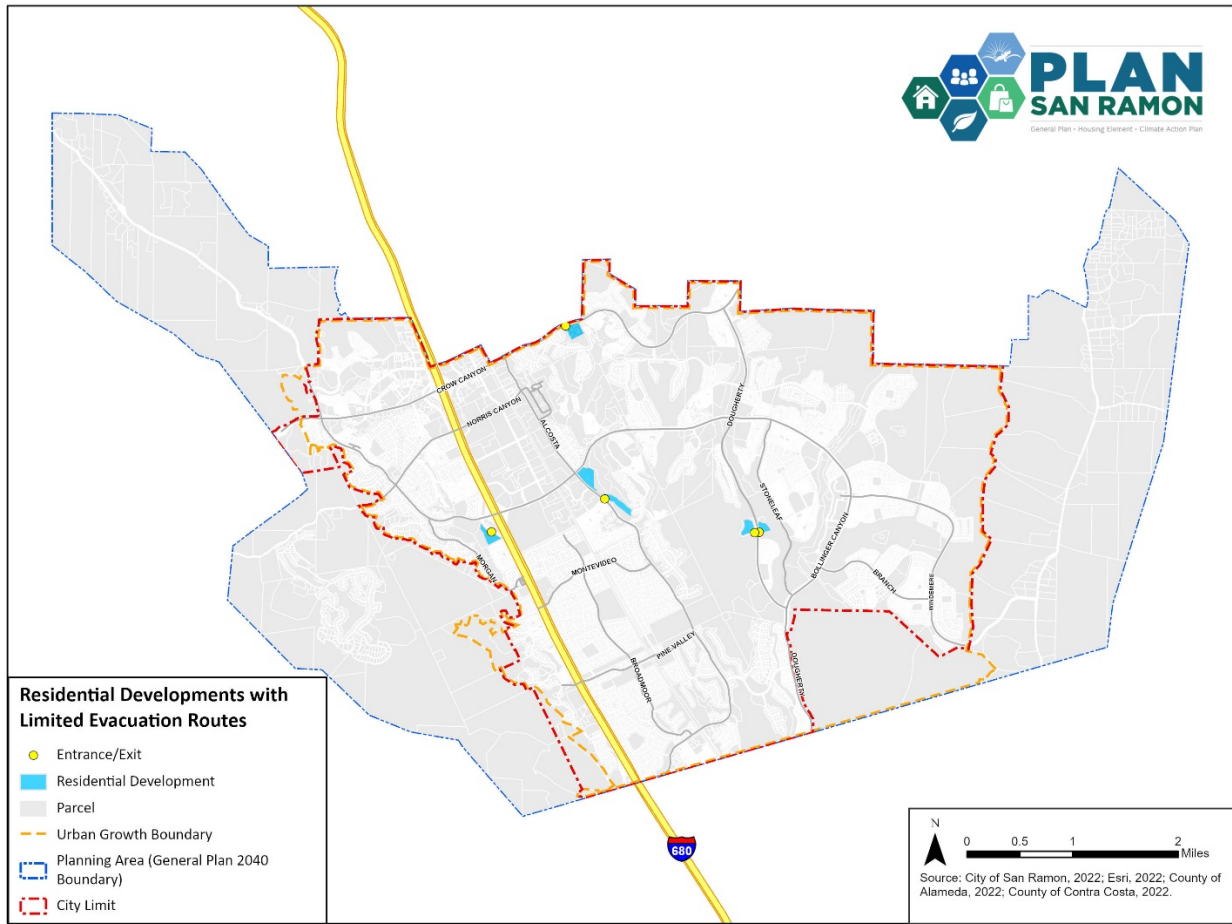 PLAN
SAN RAMON
General Plan • Housing Element • Climate Action Plan
CROW CANYON
NORRIS CANYON
ALCOSTA
DOUGHERTY
STONELEAF
BOLLINGER CANYON
MORGAN
MONTEVIDEO
BRANCH
WINDEMERE
PINE VALLEY
BROADMOOR
DOUGHERTY
680
Residential Developments with
Limited Evacuation Routes
Entrance/Exit
Residential Development
Parcel
Urban Growth Boundary
Planning Area (General Plan 2040
Boundary)
City Limit
N
0 0.5 1 2
Miles
Source: City of San Ramon, 2022; Esri, 2022; County of
Alameda, 2022; County of Contra Costa, 2022.